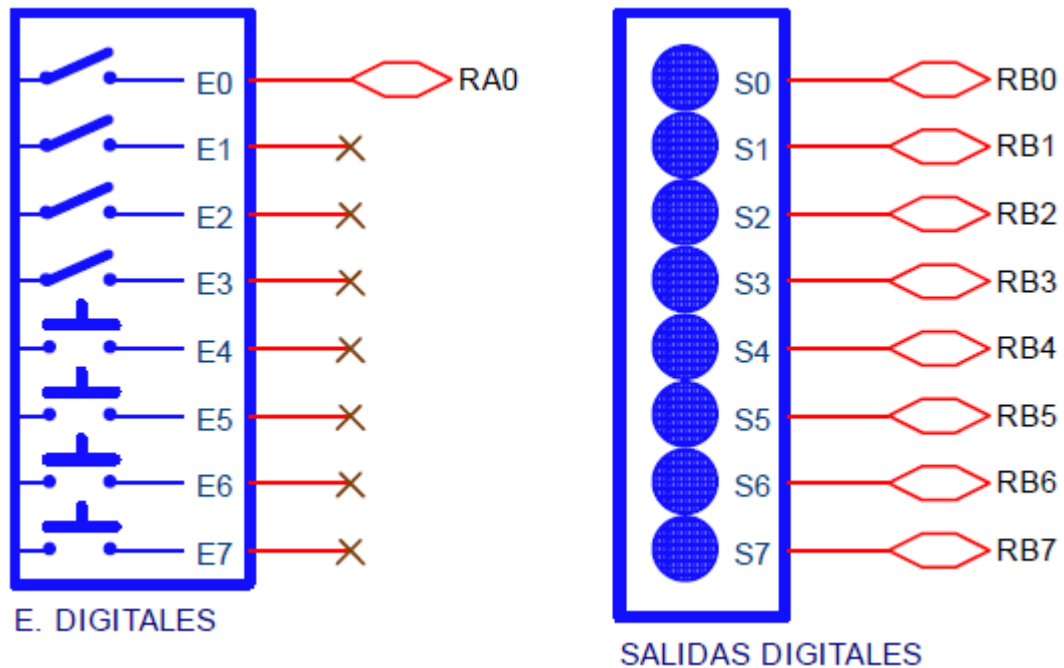 E0 RA0
E1
E2
E3
E4
E5
E6
E7
E. DIGITALES
S0 RB0
S1 RB1
S2 RB2
S3 RB3
S4 RB4
S5 RB5
S6 RB6
S7 RB7
SALIDAS DIGITALES